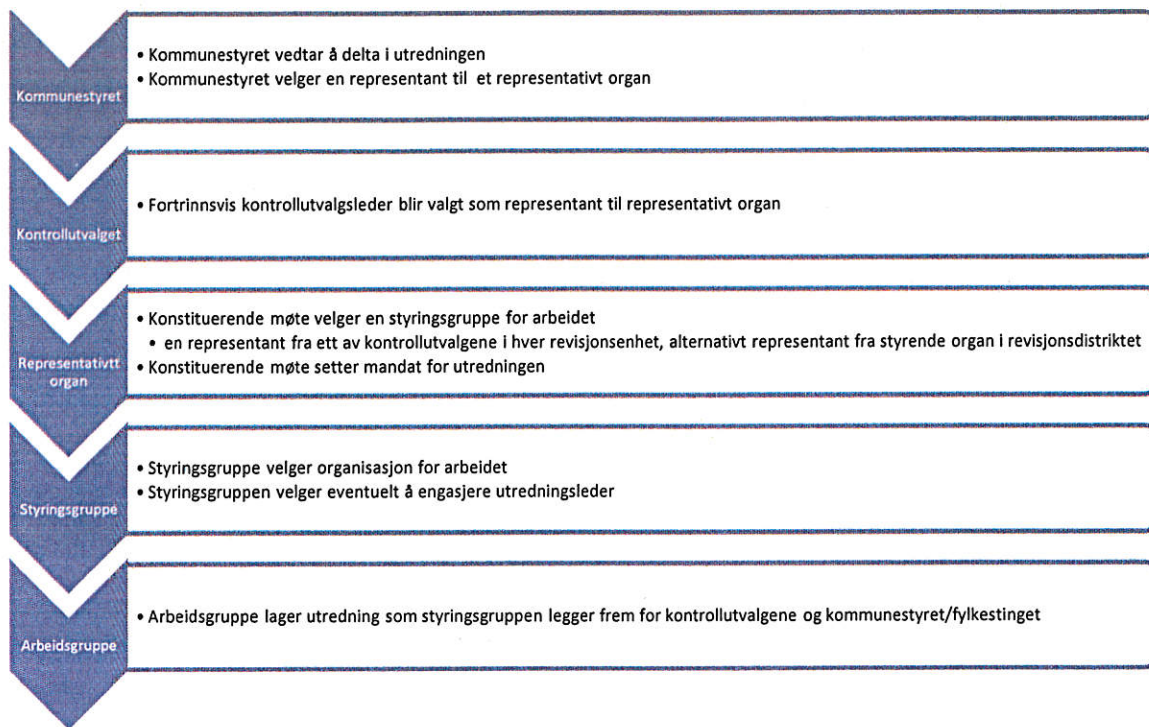 Kommunestyret
• Kommunestyret vedtar å delta i utredningen
• Kommunestyret velger en representant til et representativt organ
Kontrollutvalget
• Fortrinnsvis kontrollutvalgsleder blir valgt som representant til representativt organ
Representativtt
organ
• Konstituerende møte velger en styringsgruppe for arbeidet
• en representant fra ett av kontrollutvalgene i hver revisjonsenhet, alternativt representant fra styrende organ i revisjonsdistriktet
• Konstituerende møte setter mandat for utredningen
Styringsgruppe
• Styringsgruppe velger organisasjon for arbeidet
• Styringsgruppen velger eventuelt å engasjere utredningsleder
Arbeidsgruppe
• Arbeidsgruppe lager utredning som styringsgruppen legger frem for kontrollutvalgene og kommunestyret/fylkestinget